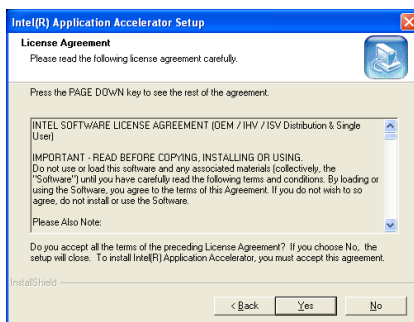 Intel(R) Application Accelerator Setup
License Agreement
Please read the following license agreement carefully.
Press the PAGE DOWN key to see the rest of the agreement.
INTEL SOFTWARE LICENSE AGREEMENT (OEM / IHV / ISV Distribution & Single
User)
IMPORTANT - READ BEFORE COPYING, INSTALLING OR USING.
Do not use or load this software and any associated materials (collectively, the
"Software") until you have carefully read the following terms and conditions. By loading or
using the Software, you agree to the terms of this Agreement. If you do not wish to so
agree, do not install or use the Software.
Please Also Note:
Do you accept all the terms of the preceding License Agreement? If you choose No, the
setup will close. To install Intel(R) Application Accelerator, you must accept this agreement.
InstallShield
< Back
Yes
No